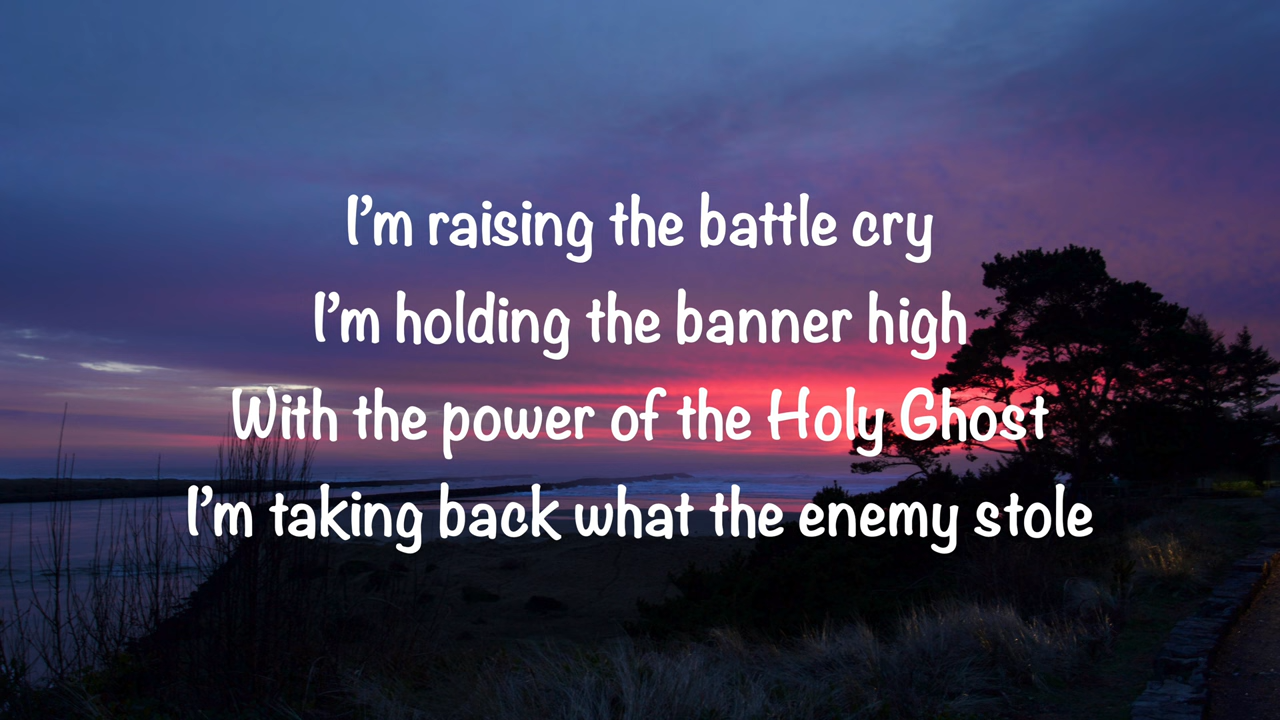 I'm raising the battle cry
I'm holding the banner high
With the power of the Holy Ghost
I'm taking back what the enemy stole